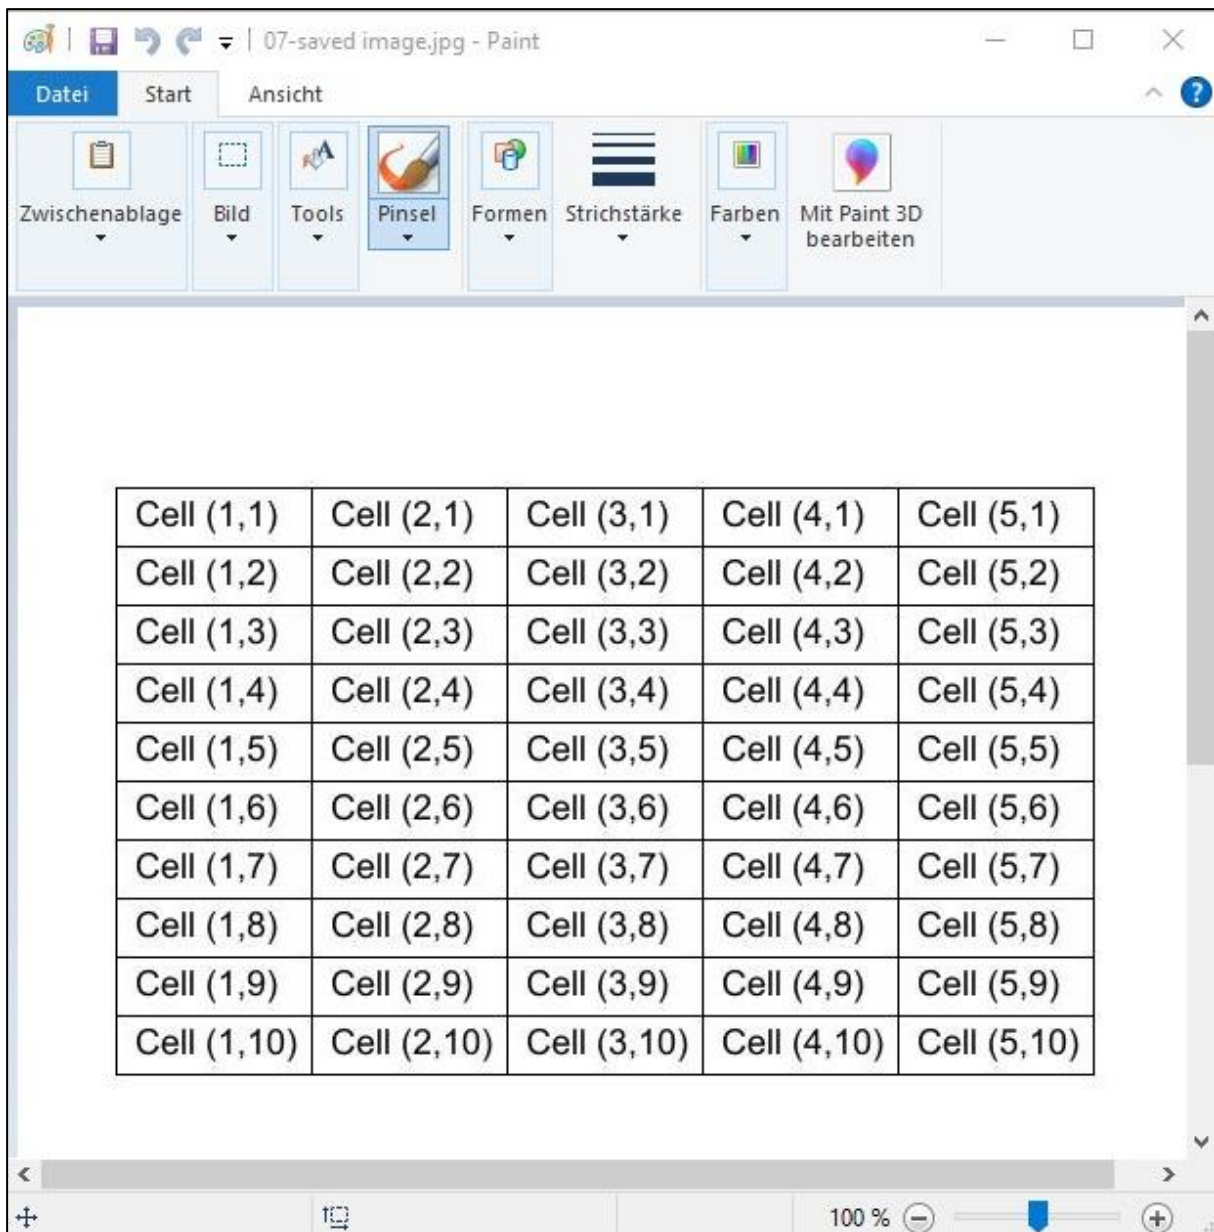 07-saved image.jpg - Paint
Datei Start Ansicht
Zwischenablage Bild Tools Pinsel Formen Strichstärke Farben Mit Paint 3D
bearbeiten
Cell (1,1) Cell (2,1) Cell (3,1) Cell (4,1) Cell (5,1)
Cell (1,2) Cell (2,2) Cell (3,2) Cell (4,2) Cell (5,2)
Cell (1,3) Cell (2,3) Cell (3,3) Cell (4,3) Cell (5,3)
Cell (1,4) Cell (2,4) Cell (3,4) Cell (4,4) Cell (5,4)
Cell (1,5) Cell (2,5) Cell (3,5) Cell (4,5) Cell (5,5)
Cell (1,6) Cell (2,6) Cell (3,6) Cell (4,6) Cell (5,6)
Cell (1,7) Cell (2,7) Cell (3,7) Cell (4,7) Cell (5,7)
Cell (1,8) Cell (2,8) Cell (3,8) Cell (4,8) Cell (5,8)
Cell (1,9) Cell (2,9) Cell (3,9) Cell (4,9) Cell (5,9)
Cell (1,10) Cell (2,10) Cell (3,10) Cell (4,10) Cell (5,10)
100 %